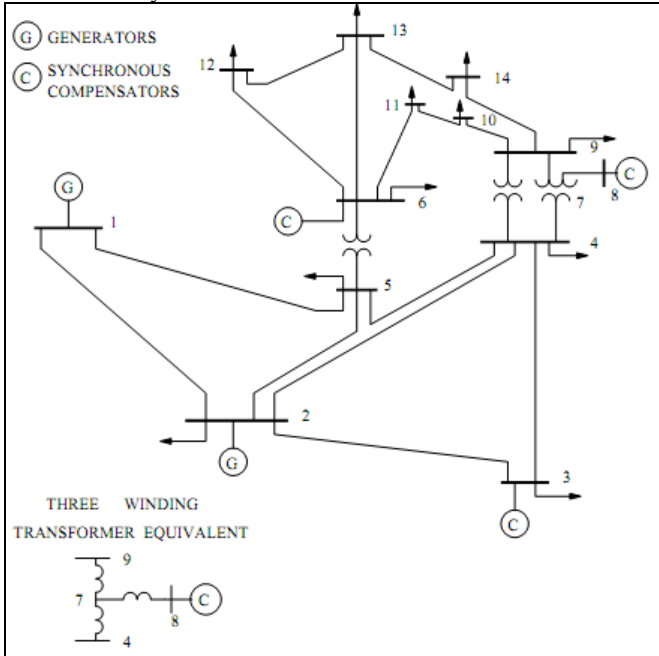 G GENERATORS
C SYNCHRONOUS
COMPENSATORS
13
12
14
11
10
9
C
8
7
G
1
6
C
4
5
2
G
3
C
THREE WINDING
TRANSFORMER EQUIVALENT
9
7
C
8
4